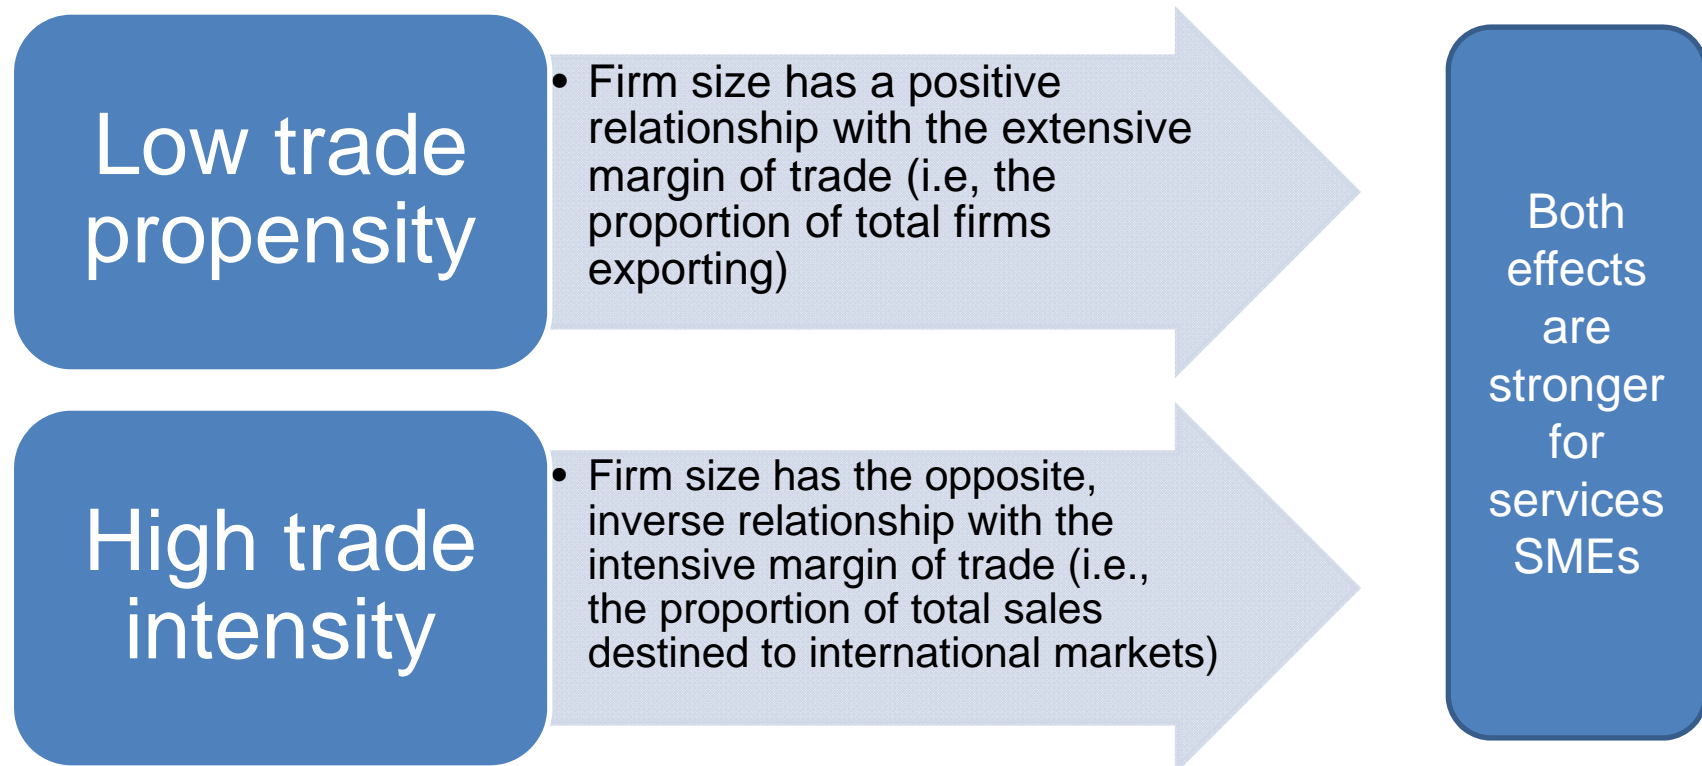 Low trade
propensity
• Firm size has a positive
relationship with the extensive
margin of trade (i.e, the
proportion of total firms
exporting)
High trade
intensity
• Firm size has the opposite,
inverse relationship with the
intensive margin of trade (i.e.,
the proportion of total sales
destined to international markets)
Both
effects
are
stronger
for
services
SMEs